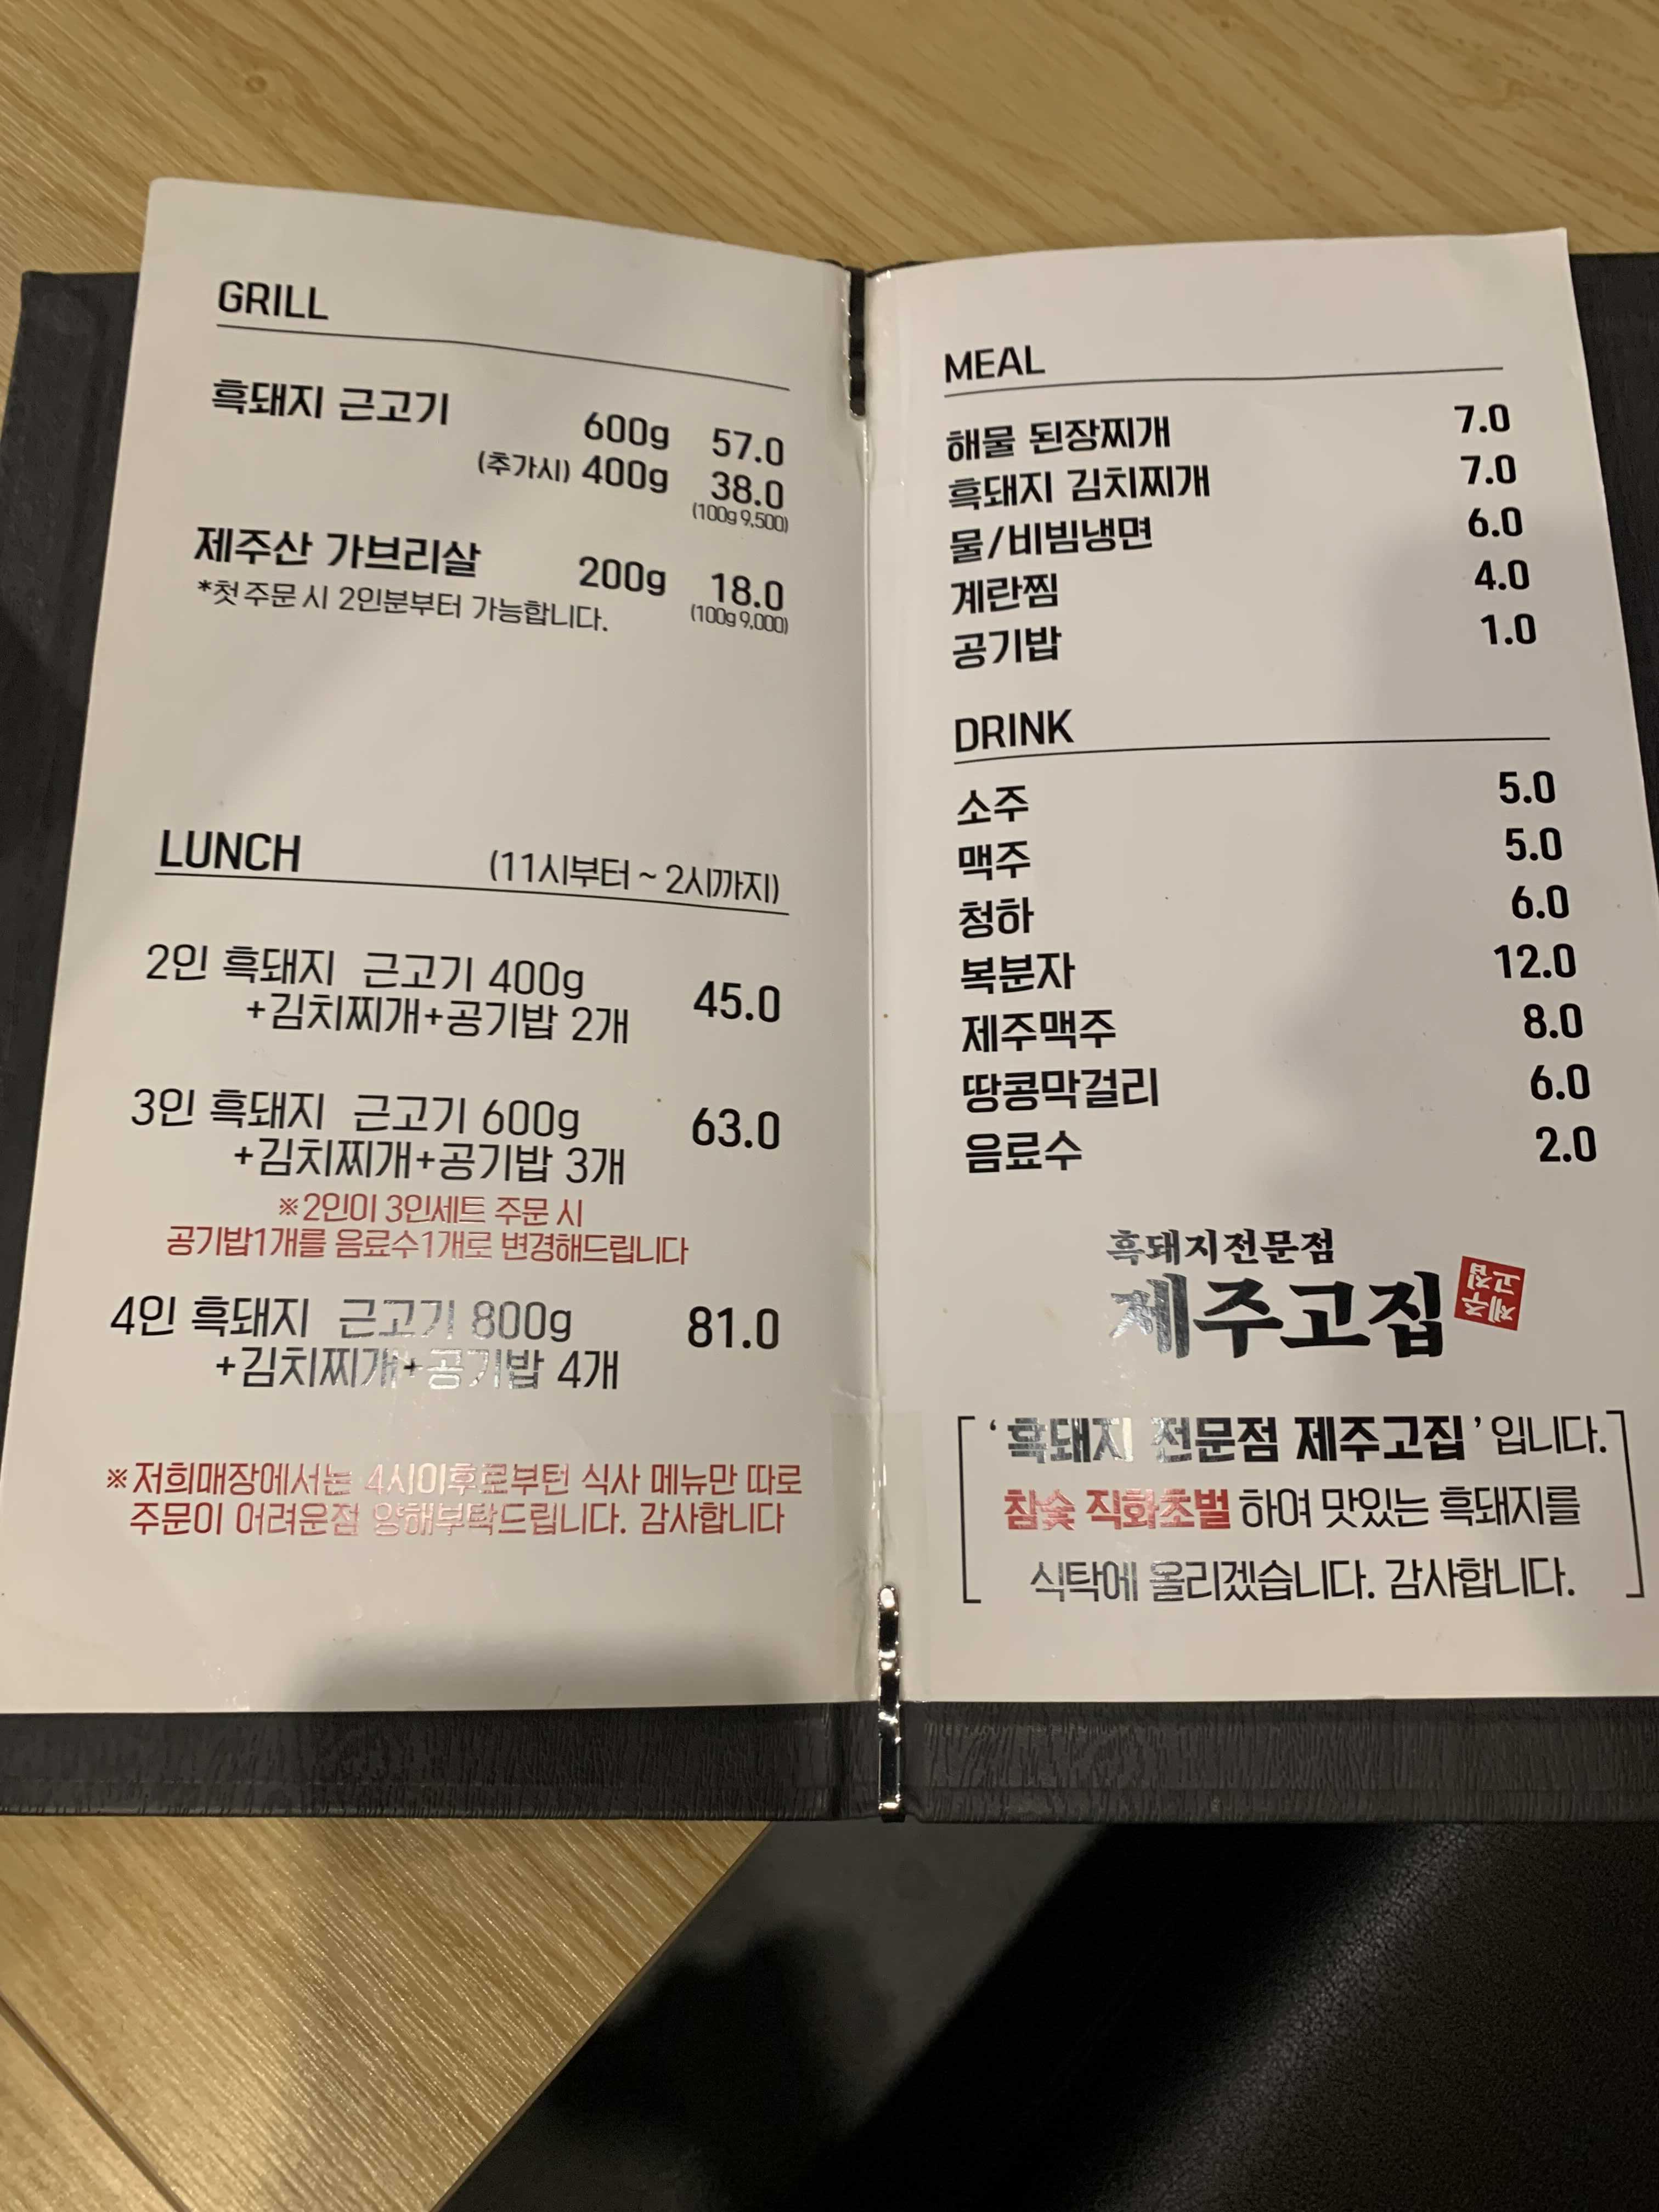 GRILL
흑돼지 근고기 600g 57.0
(추가시) 400g 38.0
(100g 9,500)
제주산 가브리살 200g 18.0
*첫 주문 시 2인분부터 가능합니다. (100g 9,000)
LUNCH (11시부터 ~ 2시까지)
2인 흑돼지 근고기 400g
+김치찌개+공기밥 2개 45.0
3인 흑돼지 근고기 600g 63.0
+김치찌개+공기밥 3개
※2인이 3인세트 주문 시
공기밥1개를 음료수1개로 변경해드립니다
4인 흑돼지 근고기 800g 81.0
+김치찌개+공기밥 4개
※저희매장에서는 4시이후로부턴 식사 메뉴만 따로
주문이 어려운점 양해부탁드립니다. 감사합니다
MEAL
해물 된장찌개 7.0
흑돼지 김치찌개 7.0
물/비빔냉면 6.0
계란찜 4.0
공기밥 1.0
DRINK
소주 5.0
맥주 5.0
청하 6.0
복분자 12.0
제주맥주 8.0
땅콩막걸리 6.0
음료수 2.0
흑돼지전문점
제주고집
제주
고집
'흑돼지 전문점 제주고집' 입니다.
참숯 직화초벌 하여 맛있는 흑돼지를
식탁에 올리겠습니다. 감사합니다.